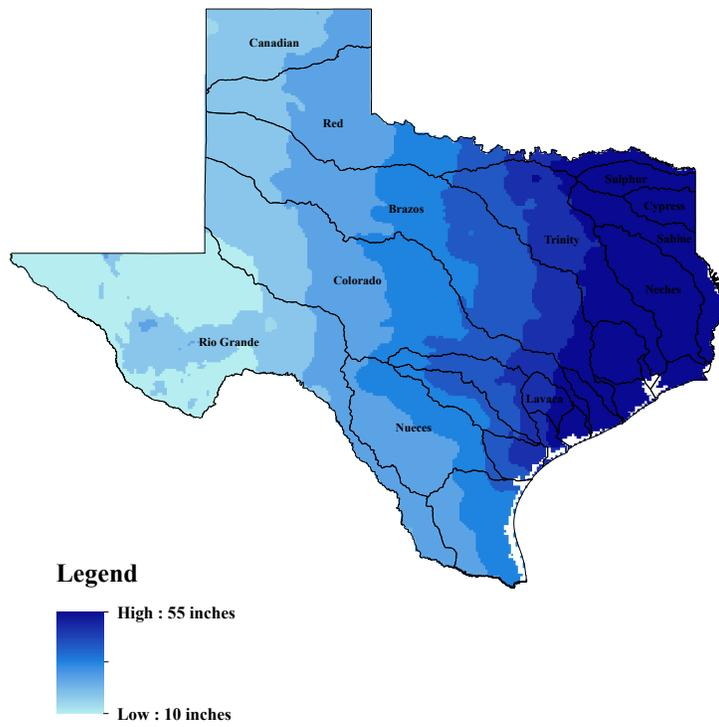 Canadian
Red
Sulphur
Cypress
Brazos
Sabine
Trinity
Colorado
Neches
Rio Grande
Lavaca
Nueces
Legend
High : 55 inches
Low : 10 inches